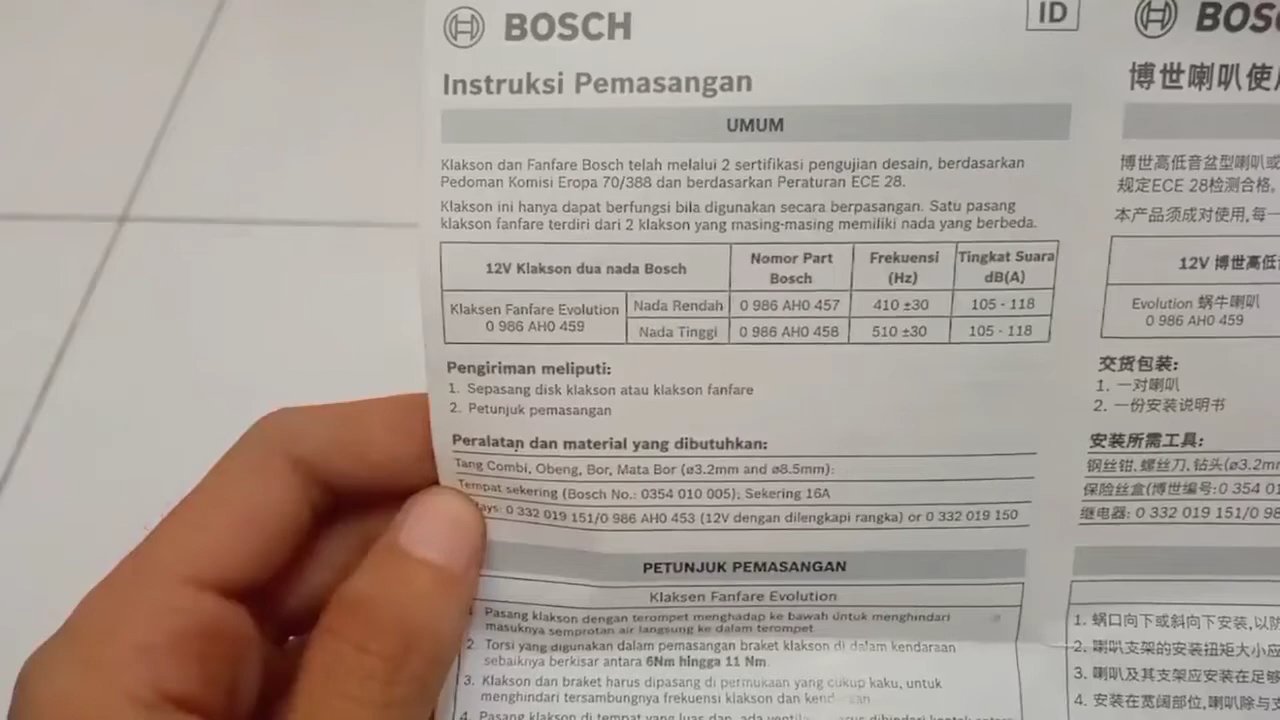 BOSCH
ID
Instruksi Pemasangan
UMUM
Klakson dan Fanfare Bosch telah melalui 2 sertifikasi pengujian desain, berdasarkan
Pedoman Komisi Eropa 70/388 dan berdasarkan Peraturan ECE 28.
Klakson ini hanya dapat berfungsi bila digunakan secara berpasangan. Satu pasang
klakson fanfare terdiri dari 2 klakson yang masing-masing memiliki nada yang berbeda.
12V Klakson dua nada Bosch
Nomor Part
Bosch
Frekuensi
(Hz)
Tingkat Suara
dB(A)
Klaksen Fanfare Evolution
0 986 AH0 459
Nada Rendah 0 986 AH0 457 410 ±30 105 - 118
Nada Tinggi 0 986 AH0 458 510 ±30 105 - 118
Pengiriman meliputi:
1. Sepasang disk klakson atau klakson fanfare
2. Petunjuk pemasangan
Peralatan dan material yang dibutuhkan:
Tang Combi, Obeng, Bor, Mata Bor (ø3.2mm and ø8.5mm):
Tempat sekering (Bosch No.: 0354 010 005); Sekering 16A
0 332 019 151/0 986 AH0 453 (12V dengan dilengkapi rangka) or 0 332 019 150
PETUNJUK PEMASANGAN
Klaksen Fanfare Evolution
1. Pasang klakson dengan terompet menghadap ke bawah untuk menghindari
masuknya semprotan air langsung ke dalam terompet
2. Torsi yang digunakan dalam pemasangan braket klakson di dalam kendaraan
sebaiknya berkisar antara 6Nm hingga 11 Nm.
3. Klakson dan braket harus dipasang di permukaan yang cukup kaku, untuk
menghindari tersambungnya frekuensi klakson dan
4. Pasang klakson di tempat yang luas dan
BOSC
博世喇叭使
博世高低音盆型喇叭或
规定ECE 28检测合格。
本产品须成对使用,每一
12V 博世高低
Evolution 蜗牛喇叭
0 986 AH0 459
交货包装:
1. 一对喇叭
2. 一份安装说明书
安装所需工具:
钢丝钳,螺丝刀,钻头(ø3.2m
保险丝盒(博世编号:0 354 01
继电器: 0 332 019 151/0 98
1. 蜗口向下或斜向下安装,以防
2. 喇叭支架的安装扭矩大小应
3. 喇叭及其支架应安装在足够
4. 安装在宽阔部位,喇叭除与支